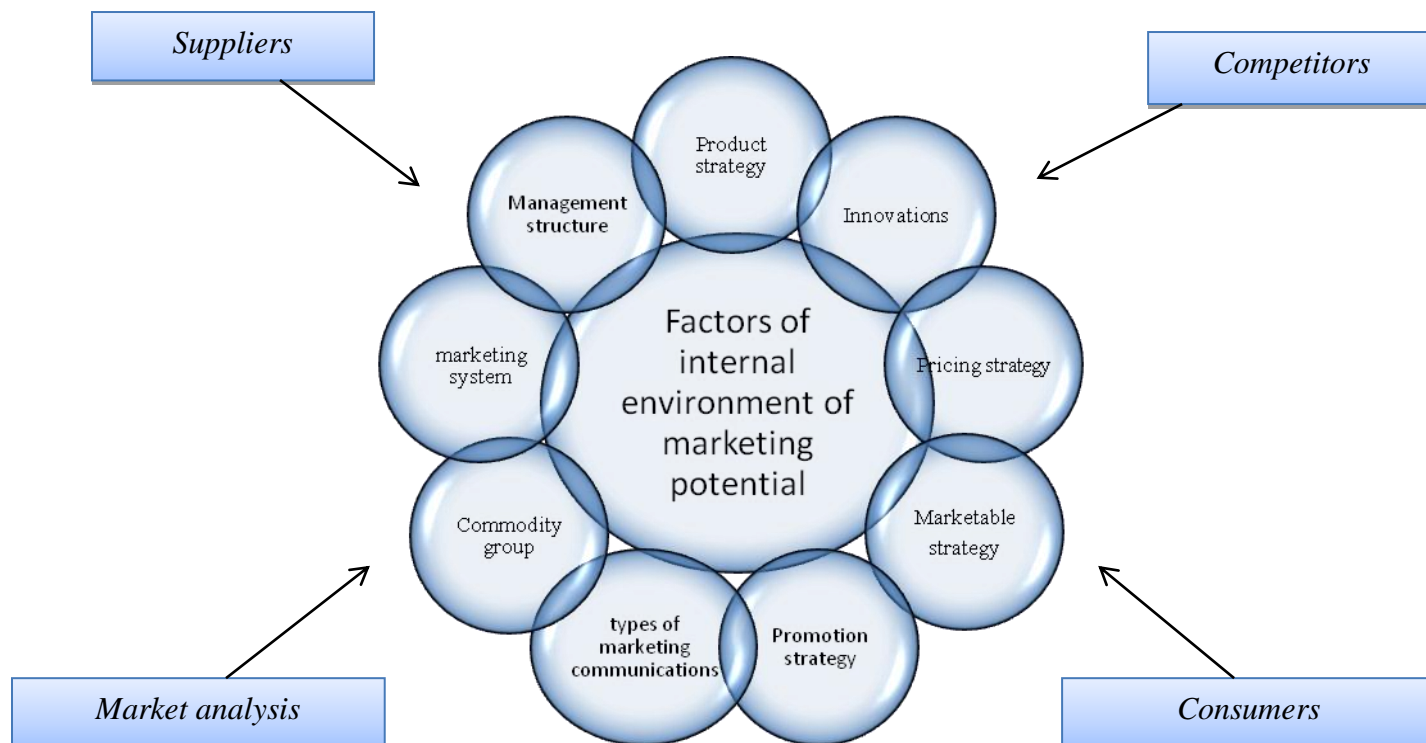 Suppliers
Competitors
Product
strategy
Management
structure
Innovations
Factors of
internal
environment of
marketing
potential
marketing
system
Pricing strategy
Commodity
group
Marketable
strategy
types of
marketing
communications
Promotion
strategy
Market analysis
Consumers